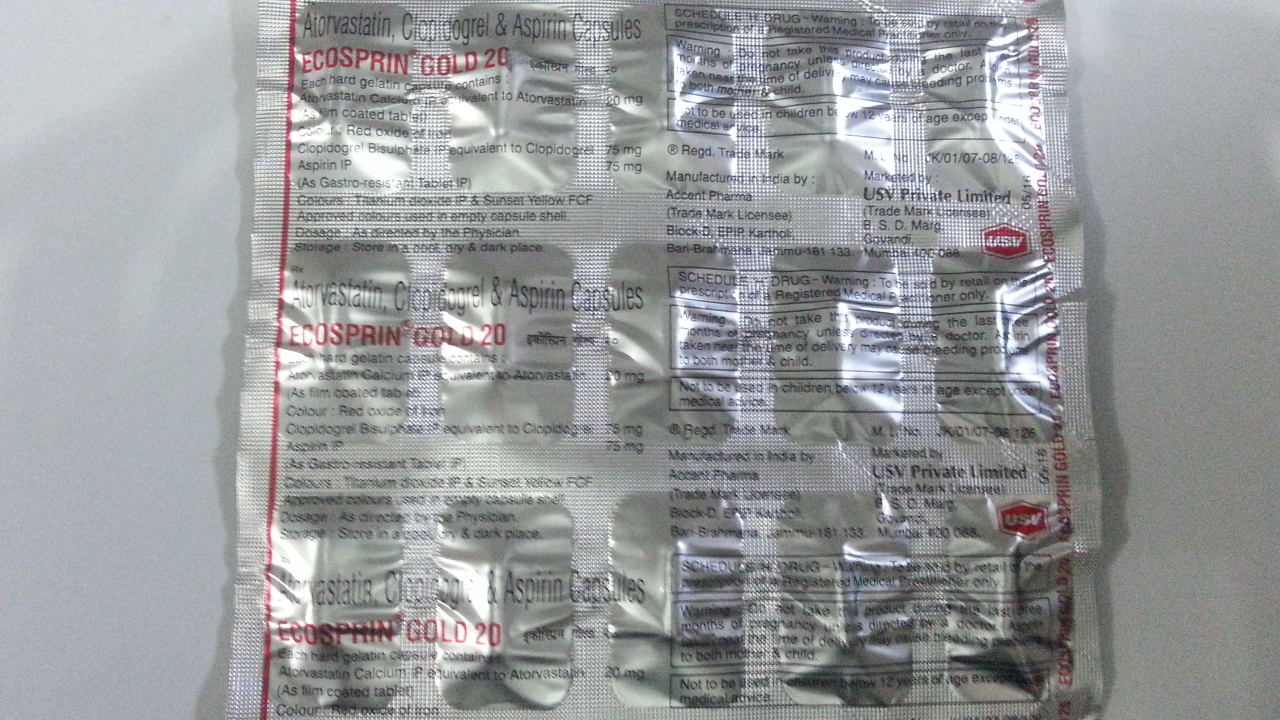 Atorvastatin, Clopidogrel & Aspirin Capsules
ECOSPRIN® GOLD 20
Each hard gelatin capsule contains :
Atorvastatin Calcium IP equivalent to Atorvastatin 20 mg
(As film coated tablet)
Colour : Red oxide of Iron
Clopidogrel Bisulphate IP equivalent to Clopidogrel 75 mg
Aspirin IP 75 mg
(As Gastro-resistant Tablet IP)
Colours : Titanium dioxide IP & Sunset Yellow FCF
Approved colours used in empty capsule shell.
Dosage : As directed by the Physician.
Storage : Store in a cool, dry & dark place.
SCHEDULE H DRUG - Warning : To be sold by retail on the
prescription of a Registered Medical Practitioner only.
Warning : Do not take this product during the last
months of pregnancy unless directed by a doctor.
taken near the time of delivery may cause bleeding
to both mother & child.
Not to be used in children below 12 years of age except under
medical advice.
® Regd. Trade Mark
M. L. No. JK/01/07-08/126
Manufactured in India by :
Accent Pharma
(Trade Mark Licensee)
Block-D, EPIP Kartholi,
Bari-Brahmana, Jammu-181 133.
Marketed by :
USV Private Limited
(Trade Mark Licensee)
B. S. D. Marg,
Govandi,
Mumbai 400 088.
USV
05/16
Rx
Atorvastatin, Clopidogrel & Aspirin Capsules
ECOSPRIN® GOLD 20
इकोस्प्रिन गोल्ड २०
Each hard gelatin capsule contains :
Atorvastatin Calcium IP equivalent to Atorvastatin 20 mg
(As film coated tablet)
Colour : Red oxide of Iron
Clopidogrel Bisulphate IP equivalent to Clopidogrel 75 mg
Aspirin IP 75 mg
(As Gastro-resistant Tablet IP)
Colours : Titanium dioxide IP & Sunset Yellow FCF
Approved colours used in empty capsule shell.
Dosage : As directed by the Physician.
Storage : Store in a cool, dry & dark place.
SCHEDULE H DRUG - Warning : To be sold by retail on the
prescription of a Registered Medical Practitioner only.
Warning : Do not take this product during the last three
months of pregnancy unless directed by a doctor. Aspirin
taken near the time of delivery may cause bleeding problems
to both mother & child.
Not to be used in children below 12 years of age except under
medical advice.
® Regd. Trade Mark
M. L. No. JK/01/07-08/126
Manufactured in India by
Accent Pharma
(Trade Mark Licensee)
Block-D, EPIP Kartholi,
Bari-Brahmana, Jammu-181 133.
Marketed by
USV Private Limited
(Trade Mark Licensee)
B. S. D. Marg,
Govandi,
Mumbai 400 088.
USV
Atorvastatin, Clopidogrel & Aspirin Capsules
ECOSPRIN® GOLD 20
इकोस्प्रिन गोल्ड २०
Each hard gelatin capsule contains
Atorvastatin Calcium IP equivalent to Atorvastatin 20 mg
(As film coated tablet)
Colour : Red oxide of Iron
SCHEDULE H DRUG - Warning : To be sold by retail on the
prescription of a Registered Medical Practitioner only.
Warning : Do not take this product during the last three
months of pregnancy unless directed by a doctor. Aspirin
near the time of delivery may cause bleeding problems
to both mother & child
Not to be used in children below 12 years of age except under
medical advice.
ECOSPRIN GOLD 20